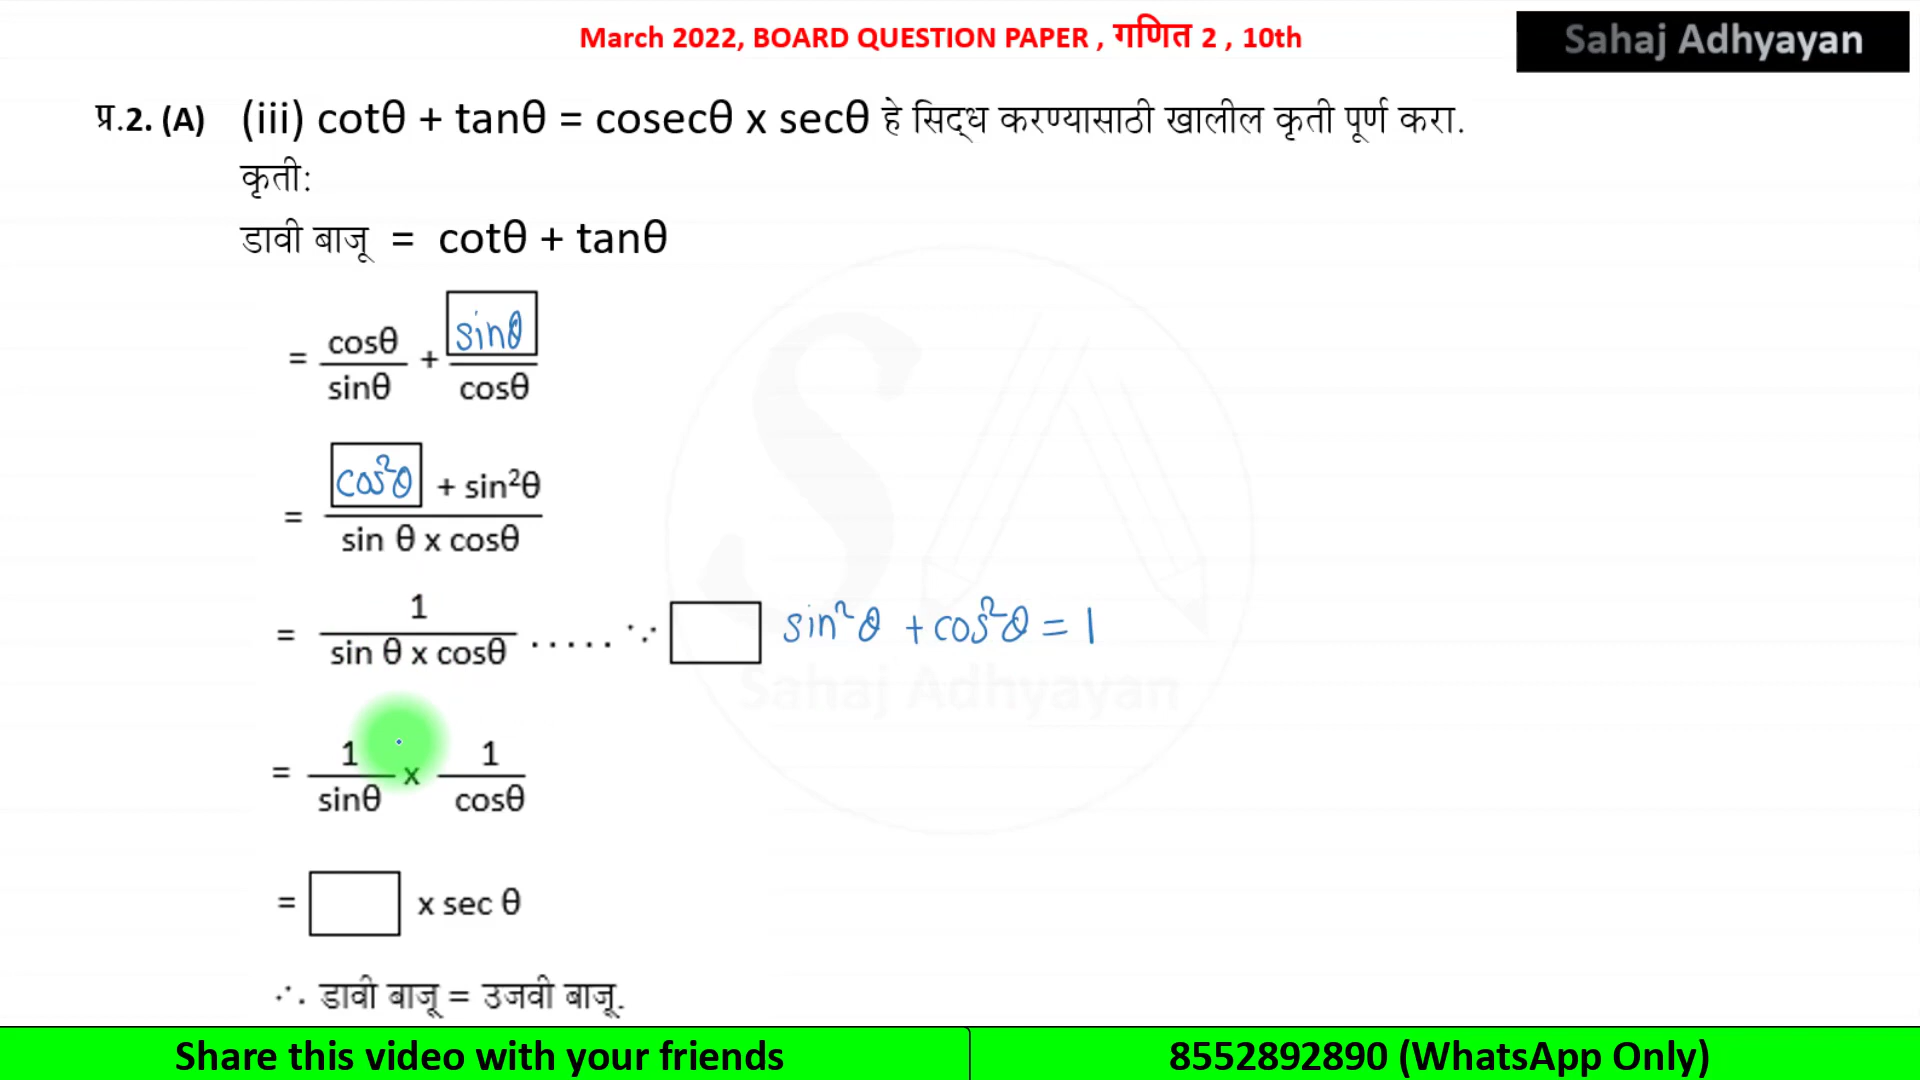 March 2022, BOARD QUESTION PAPER , गणित 2 , 10th
Sahaj Adhyayan
प्र.2. (A) (iii) cotθ + tanθ = cosecθ x secθ हे सिद्ध करण्यासाठी खालील कृती पूर्ण करा.
कृती:
डावी बाजू = cotθ + tanθ
= cosθ/sinθ + sinθ/cosθ
= cos²θ + sin²θ / sin θ x cosθ
= 1 / sin θ x cosθ ..... ∵ sin²θ + cos²θ = 1
Sahaj Adhyayan
= 1/sinθ x 1/cosθ
= x sec θ
∴ डावी बाजू = उजवी बाजू.
Share this video with your friends
8552892890 (WhatsApp Only)